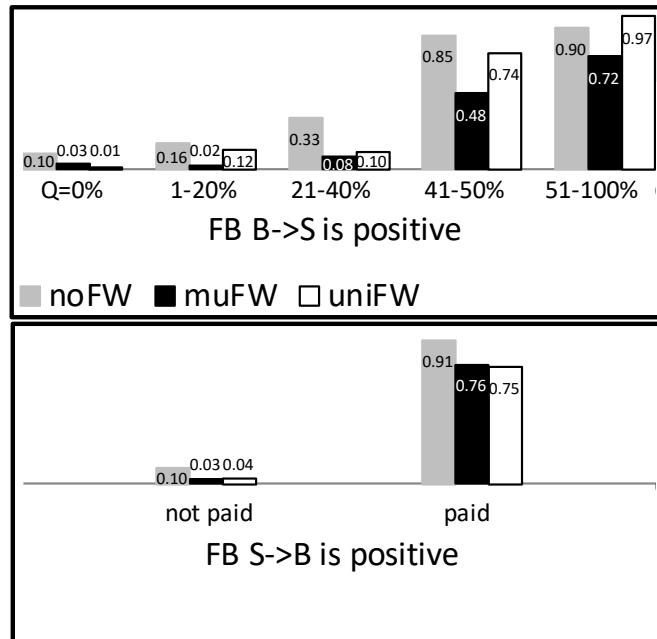 0.10 0.03 0.01 0.16 0.02 0.12 0.33 0.08 0.10 0.85 0.48 0.74 0.90 0.72 0.97
Q=0% 1-20% 21-40% 41-50% 51-100%
FB B->S is positive
noFW muFW uniFW
0.10 0.03 0.04 0.91 0.76 0.75
not paid paid
FB S->B is positive